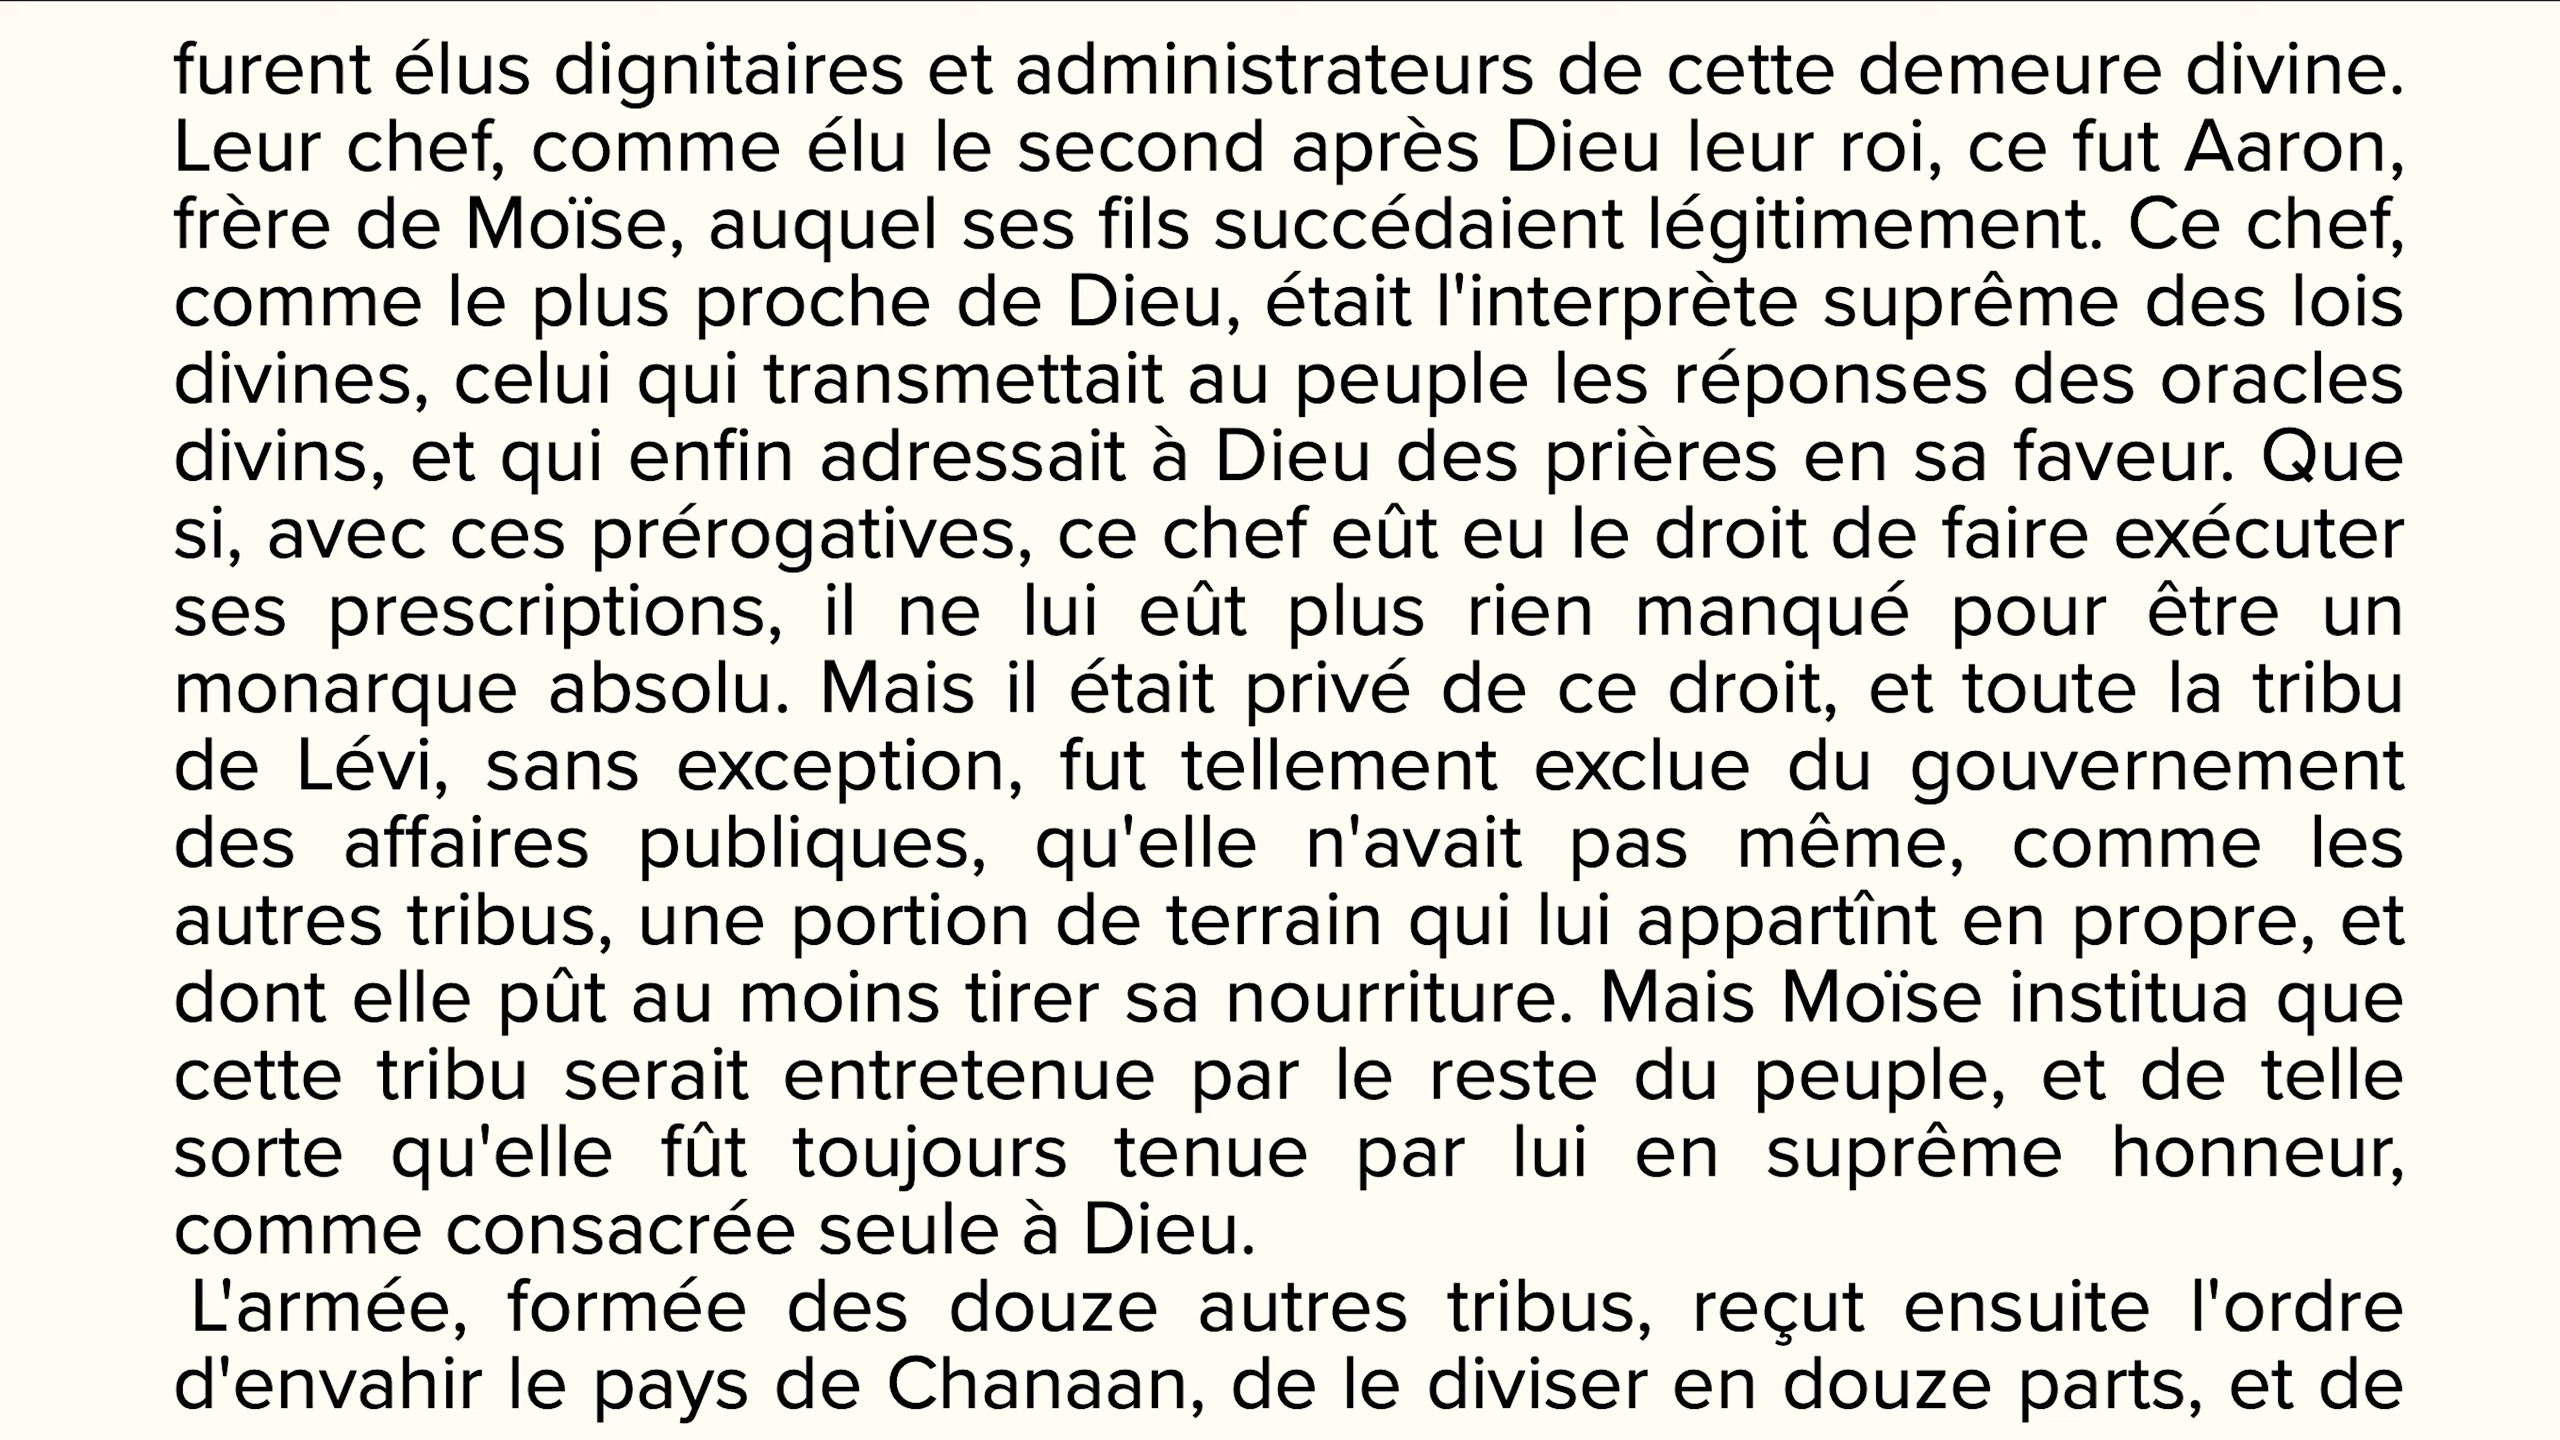 furent élus dignitaires et administrateurs de cette demeure divine.
Leur chef, comme élu le second après Dieu leur roi, ce fut Aaron,
frère de Moïse, auquel ses fils succédaient légitimement. Ce chef,
comme le plus proche de Dieu, était l'interprète suprême des lois
divines, celui qui transmettait au peuple les réponses des oracles
divins, et qui enfin adressait à Dieu des prières en sa faveur. Que
si, avec ces prérogatives, ce chef eût eu le droit de faire exécuter
ses prescriptions, il ne lui eût plus rien manqué pour être un
monarque absolu. Mais il était privé de ce droit, et toute la tribu
de Lévi, sans exception, fut tellement exclue du gouvernement
des affaires publiques, qu'elle n'avait pas même, comme les
autres tribus, une portion de terrain qui lui appartînt en propre, et
dont elle pût au moins tirer sa nourriture. Mais Moïse institua que
cette tribu serait entretenue par le reste du peuple, et de telle
sorte qu'elle fût toujours tenue par lui en suprême honneur,
comme consacrée seule à Dieu.
L'armée, formée des douze autres tribus, reçut ensuite l'ordre
d'envahir le pays de Chanaan, de le diviser en douze parts, et de